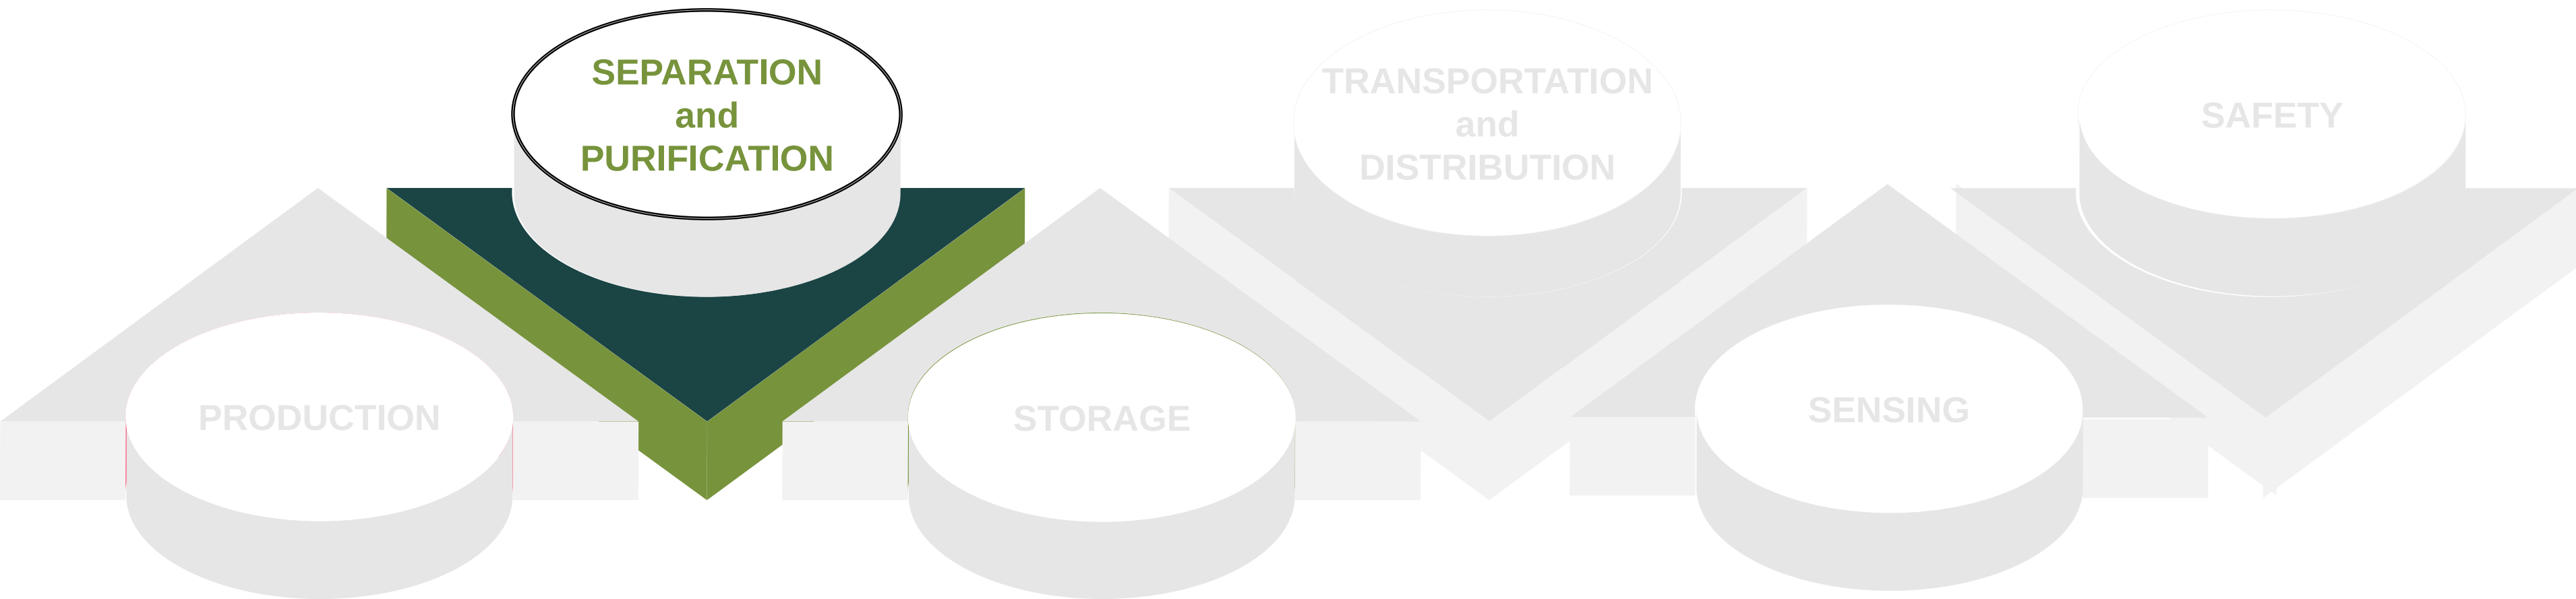 SEPARATION
and
PURIFICATION
TRANSPORTATION
and
DISTRIBUTION
SAFETY
PRODUCTION
STORAGE
SENSING